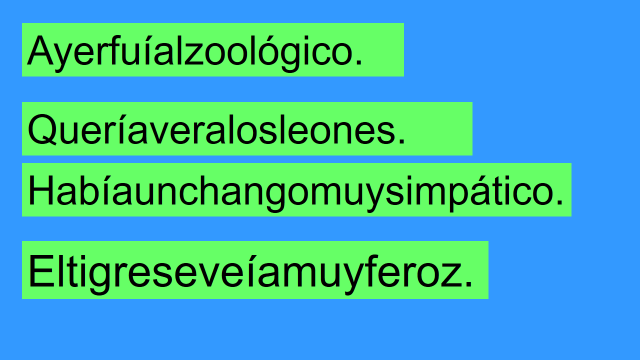 Ayerfuíalzoológico.
Queríaveralosleones.
Habíaunchangomuysimpático.
Eltigreseveíamuyferoz.